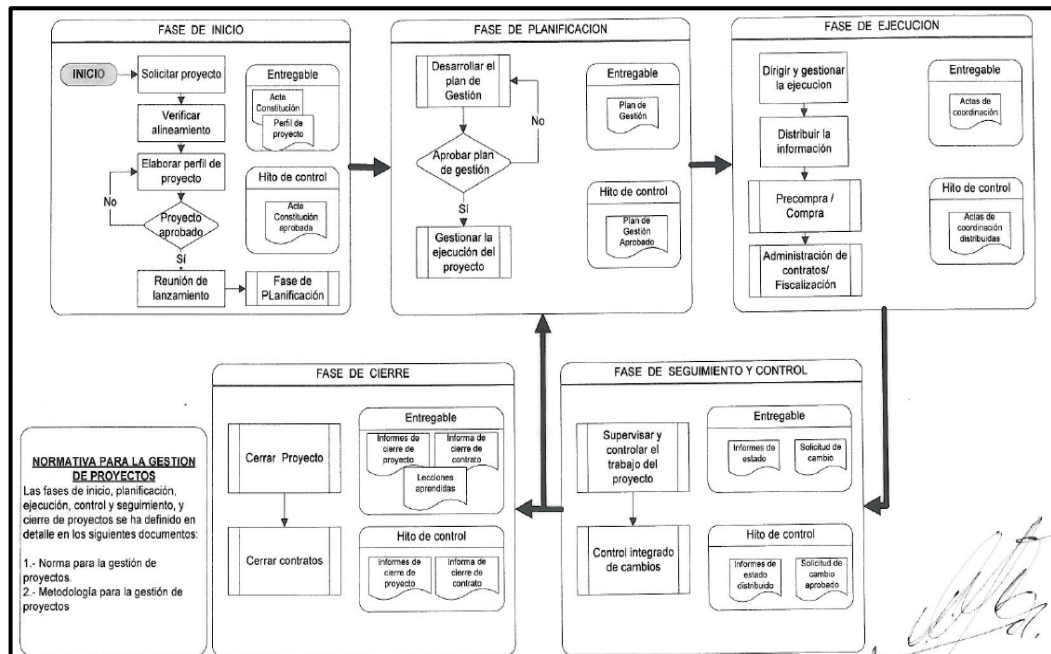 FASE DE INICIO
INICIO
Solicitar proyecto
Verificar
alineamiento
Elaborar perfil de
proyecto
No
Proyecto
aprobado
Sí
Reunión de
lanzamiento
Fase de
PLanificación
Entregable
Acta
Constitución
Perfil de
proyecto
Hito de control
Acta
Constitución
aprobada
FASE DE PLANIFICACION
Desarrollar el
plan de
Gestión
No
Aprobar plan
de gestión
Sí
Gestionar la
ejecución del
proyecto
Entregable
Plan de
Gestión
Hito de control
Plan de
Gestión
Aprobado
FASE DE EJECUCION
Dirigir y gestionar
la ejecucion
Distribuir la
información
Precompra /
Compra
Administración de
contratos/
Fiscalización
Entregable
Actas de
coordinación
Hito de control
Actas de
coordinación
distribuidas
NORMATIVA PARA LA GESTION
DE PROYECTOS
Las fases de inicio, planificación,
ejecución, control y seguimiento, y
cierre de proyectos se ha definido en
detalle en los siguientes documentos:
1.- Norma para la gestión de
proyectos.
2.- Metodología para la gestión de
proyectos
FASE DE CIERRE
Cerrar Proyecto
Cerrar contratos
Entregable
Informes de
cierre de
proyecto
Informa de
cierre de
contrato
Lecciones
aprendidas
Hito de control
Informes de
cierre de
proyecto
Informa de
cierre de
contrato
FASE DE SEGUIMIENTO Y CONTROL
Supervisar y
controlar el
trabajo del
proyecto
Control integrado
de cambios
Entregable
Informes de
estado
Solicitud de
cambio
Hito de control
Informes de
estado
distribuido
Solicitud de
cambio
aprobado